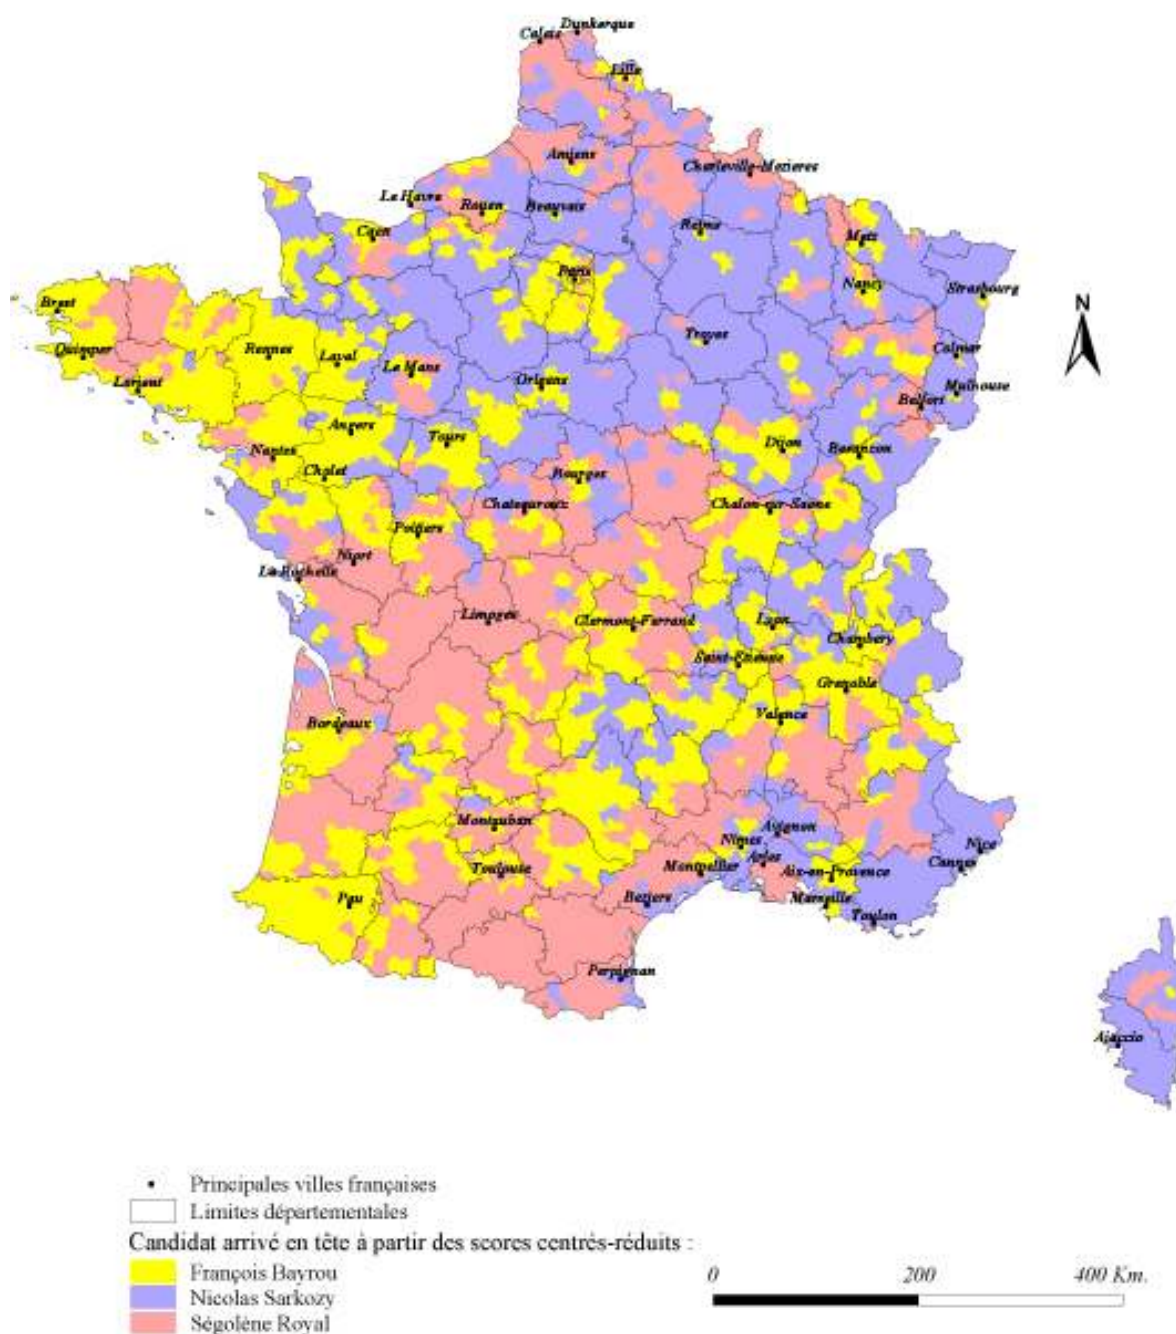 Dunkerque
Calais
Lille
Amiens
Charleville-Mezieres
Le Havre
Rouen
Beauvais
Reims
Caen
Metz
Paris
Nancy
Strasbourg
N
Brest
Troyes
Quimper
Rennes
Laval
Le Mans
Colmar
Lorient
Orleans
Mulhouse
Belfort
Angers
Tours
Dijon
Besancon
Nantes
Cholet
Bourges
Chateauroux
Chalon-sur-Saone
Poitiers
Niort
La Rochelle
Limoges
Clermont-Ferrand
Lyon
Chambery
Saint-Etienne
Grenoble
Bordeaux
Valence
Montauban
Avignon
Nimes
Nice
Toulouse
Montpellier
Arles
Aix-en-Provence
Cannes
Pau
Beziers
Marseille
Toulon
Perpignan
Ajaccio
Principales villes françaises
Limites départementales
Candidat arrivé en tête à partir des scores centrés-réduits :
François Bayrou
Nicolas Sarkozy
Ségolène Royal
0 200 400 Km.